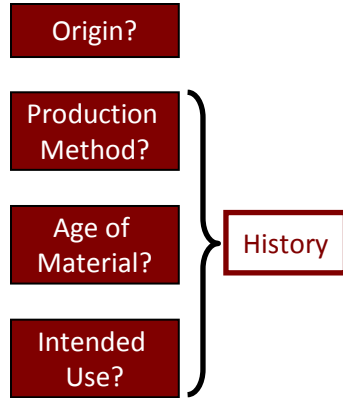 Origin?
Production
Method?
Age of
Material?
History
Intended
Use?